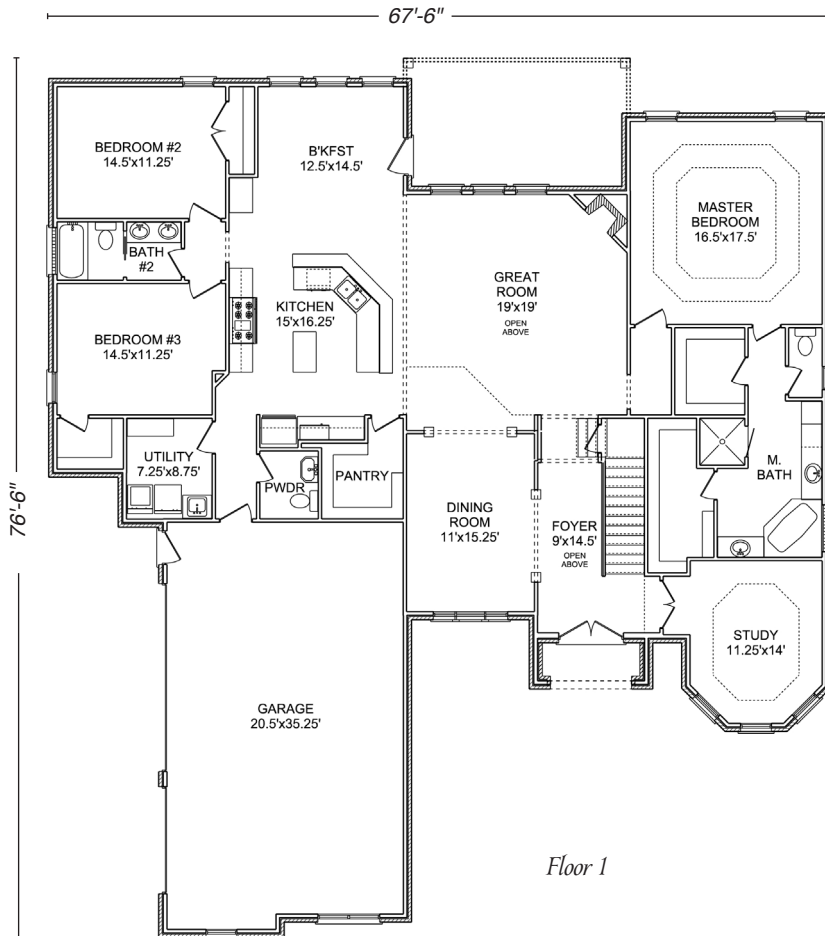 67'-6"
76'-6"
BEDROOM #2
14.5'x11.25'
B'KFST
12.5'x14.5'
MASTER
BEDROOM
16.5'x17.5'
BATH
#2
GREAT
ROOM
19'x19'
OPEN
ABOVE
KITCHEN
15'x16.25'
BEDROOM #3
14.5'x11.25'
UTILITY
7.25'x8.75'
PWDR
PANTRY
M.
BATH
DINING
ROOM
11'x15.25'
FOYER
9'x14.5'
OPEN
ABOVE
STUDY
11.25'x14'
GARAGE
20.5'x35.25'
Floor 1